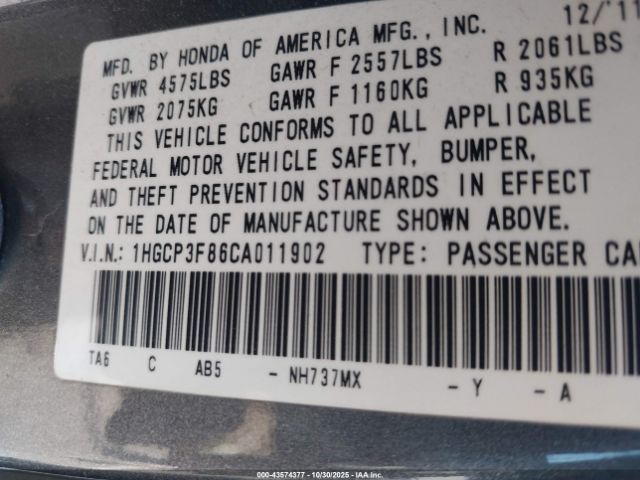 MFD. BY HONDA OF AMERICA MFG., INC. 12/11
GVWR 4575LBS GAWR F 2557LBS R 2061LBS
GVWR 2075KG GAWR F 1160KG R 935KG
THIS VEHICLE CONFORMS TO ALL APPLICABLE
FEDERAL MOTOR VEHICLE SAFETY, BUMPER,
AND THEFT PREVENTION STANDARDS IN EFFECT
ON THE DATE OF MANUFACTURE SHOWN ABOVE.
V.I.N.: 1HGCP3F86CA011902 TYPE: PASSENGER CA
TA6 C AB5 - NH737MX - Y - A
000-43574377 - 10/30/2025 - IAA Inc.